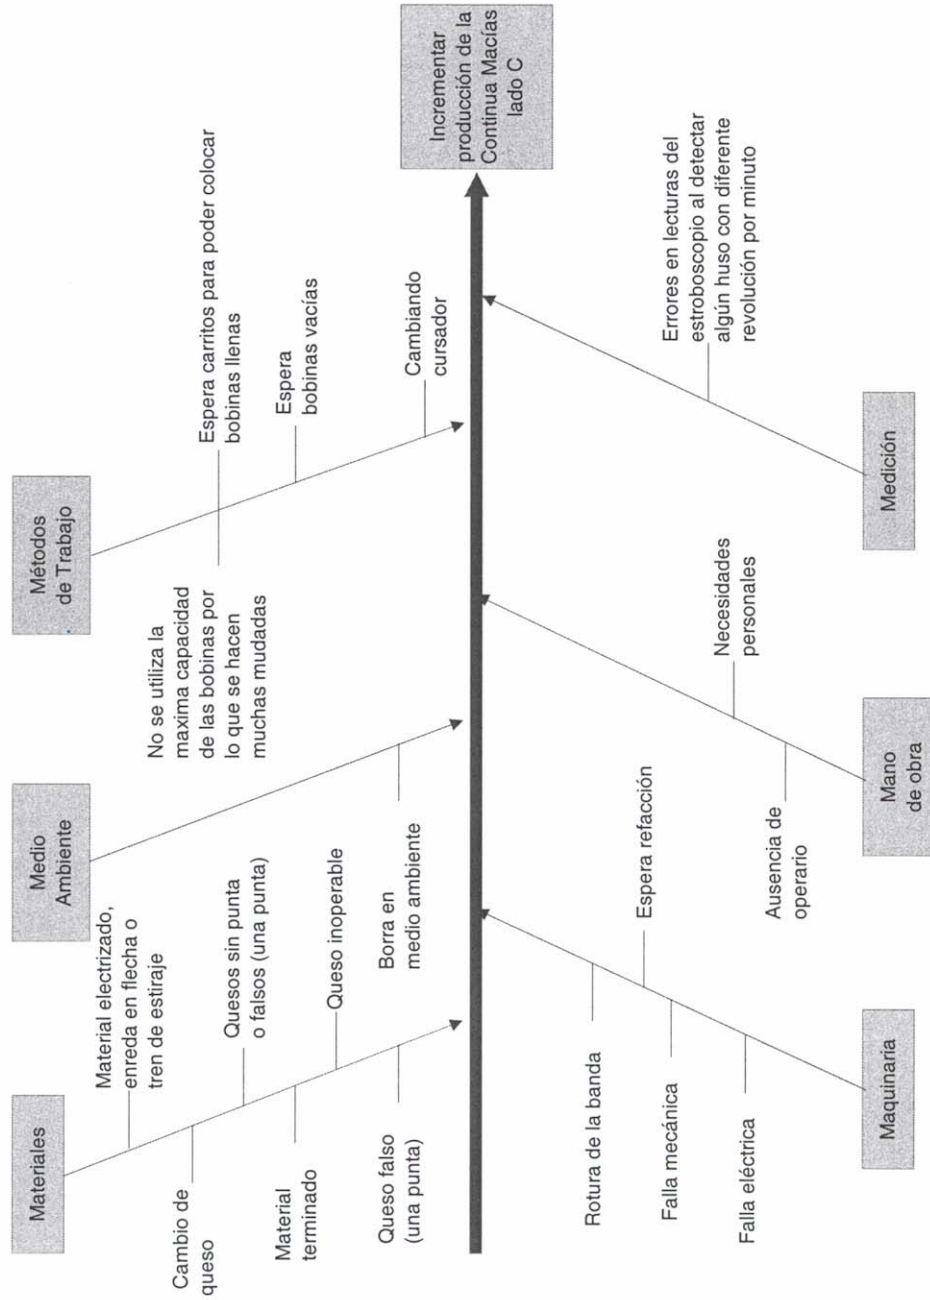 Materiales
Material electrizado,
enreda en flecha o
tren de estiraje
Cambio de
queso
Quesos sin punta
o falsos (una punta)
Material
terminado
Queso inoperable
Queso falso
(una punta)
Medio
Ambiente
Borra en
medio ambiente
Métodos
de Trabajo
No se utiliza la
maxima capacidad
de las bobinas por
lo que se hacen
muchas mudadas
Espera carritos para poder colocar
bobinas llenas
Espera
bobinas vacías
Cambiando
cursador
Incrementar
producción de la
Continua Macías
lado C
Rotura de la banda
Espera refacción
Falla mecánica
Falla eléctrica
Maquinaria
Necesidades
personales
Ausencia de
operario
Mano
de obra
Errores en lecturas del
estroboscopio al detectar
algún huso con diferente
revolución por minuto
Medición